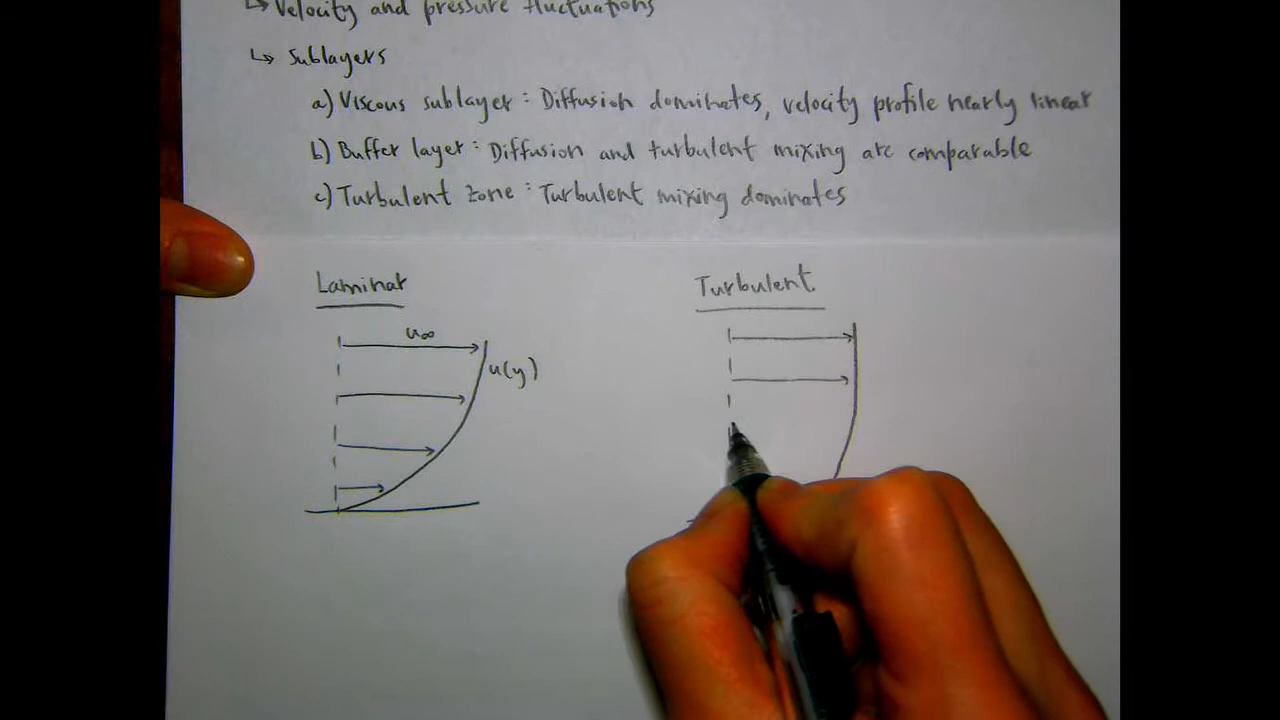 ↳ Velocity and pressure fluctuations
↳ Sublayers
a) Viscous sublayer : Diffusion dominates, velocity profile nearly linear
b) Buffer layer : Diffusion and turbulent mixing are comparable
c) Turbulent zone : Turbulent mixing dominates
Laminar
Turbulent
u∞
u(y)